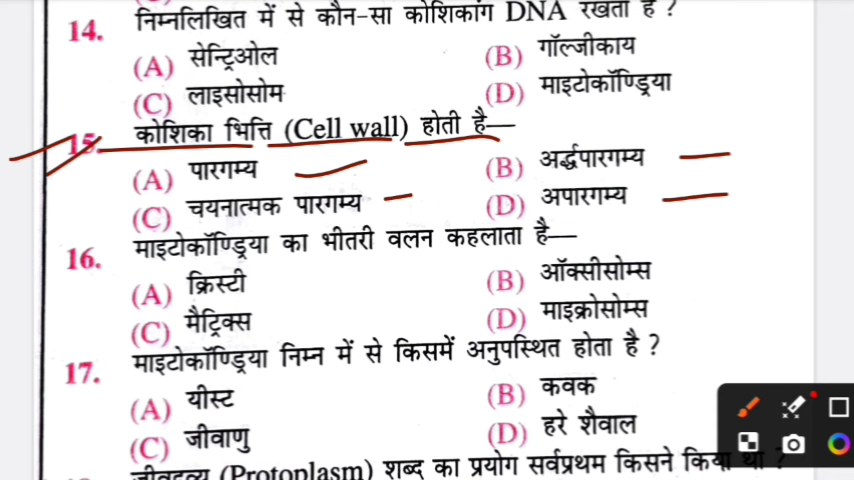 14. निम्नलिखित में से कौन-सा कोशिकांग DNA रखता है ?
(A) सेन्ट्रिओल (B) गॉल्जीकाय
(C) लाइसोसोम (D) माइटोकॉण्ड्रिया
15. कोशिका भित्ति (Cell wall) होती है—
(A) पारगम्य (B) अर्द्धपारगम्य
(C) चयनात्मक पारगम्य (D) अपारगम्य
16. माइटोकॉण्ड्रिया का भीतरी वलन कहलाता है—
(A) क्रिस्टी (B) ऑक्सीसोम्स
(C) मैट्रिक्स (D) माइक्रोसोम्स
17. माइटोकॉण्ड्रिया निम्न में से किसमें अनुपस्थित होता है ?
(A) यीस्ट (B) कवक
(C) जीवाणु (D) हरे शैवाल
जीवद्रव्य (Protoplasm) शब्द का प्रयोग सर्वप्रथम किसने किया था ?